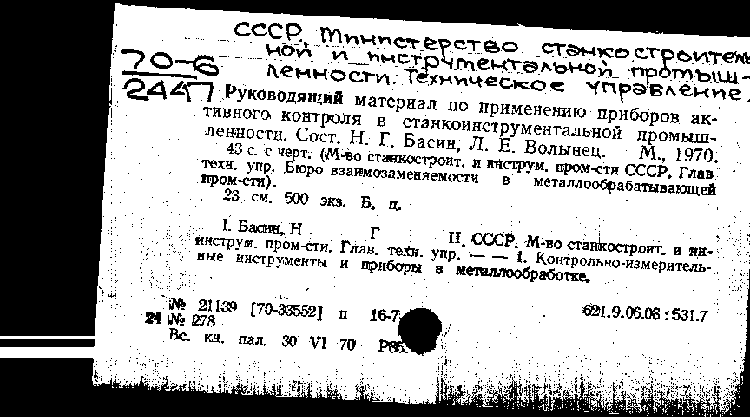 СССР. Министерство станкостроитель
ной и инструментальной промыш-
ленности. Техническое управление.
70-6
2447
Руководящий материал по применению приборов ак-
тивного контроля в станкоинструментальной промыш-
ленности. Сост. Н. Г. Басин, Л. Е. Волынец. М., 1970.
43 с. с черт. (М-во станкостроит. и инструм. пром-сти СССР. Глав
техн. упр. Бюро взаимозаменяемости в металлообрабатывающей
пром-сти).
23 см. 500 экз. Б. ц.
I. Басин, Н Г II. СССР. М-во станкостроит. и ин-
инструм. пром-сти. Глав. техн. упр. — — 1. Контрольно-измеритель-
ные инструменты и приборы в металлообработке.
№ 21139 [70-33552] п 16-7
621.9.06.08 : 531.7
24 № 278
Вс. кн. пал. 30 VI 70